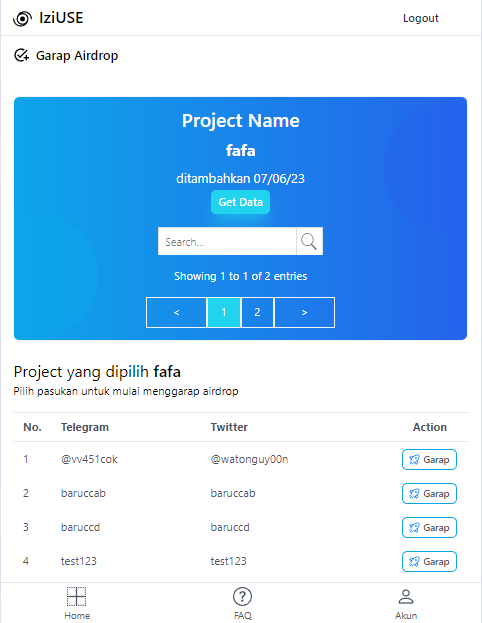 IziUSE Logout
Garap Airdrop
Project Name
fafa
ditambahkan 07/06/23
Get Data
Search...
Showing 1 to 1 of 2 entries
< 1 2 >
Project yang dipilih fafa
Pilih pasukan untuk mulai menggarap airdrop
No. Telegram Twitter Action
1 @vv451cok @watonguy00n Garap
2 baruccab baruccab Garap
3 baruccd baruccd Garap
4 test123 test123 Garap
Home FAQ Akun